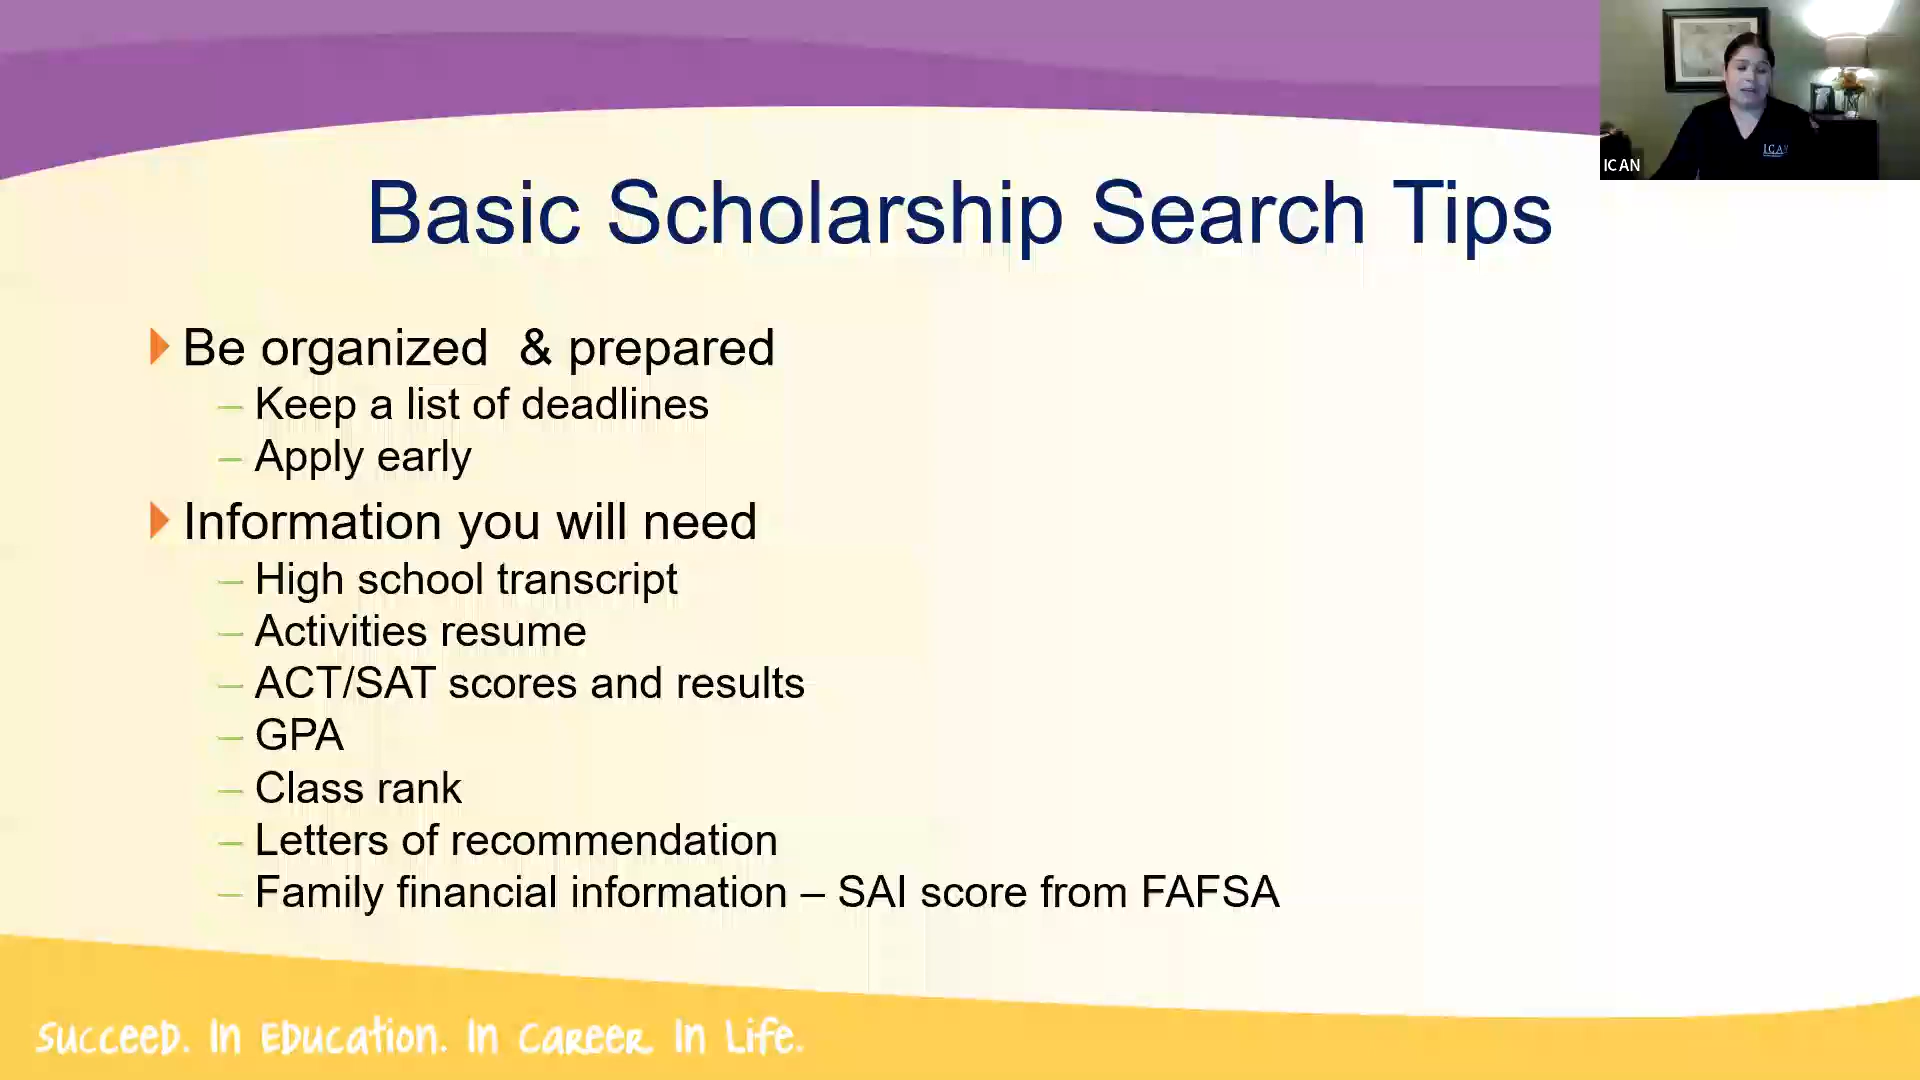 Basic Scholarship Search Tips
Be organized & prepared
– Keep a list of deadlines
– Apply early
Information you will need
– High school transcript
– Activities resume
– ACT/SAT scores and results
– GPA
– Class rank
– Letters of recommendation
– Family financial information – SAI score from FAFSA
Succeed. In Education. In Career. In Life.
ICAN
ICAN